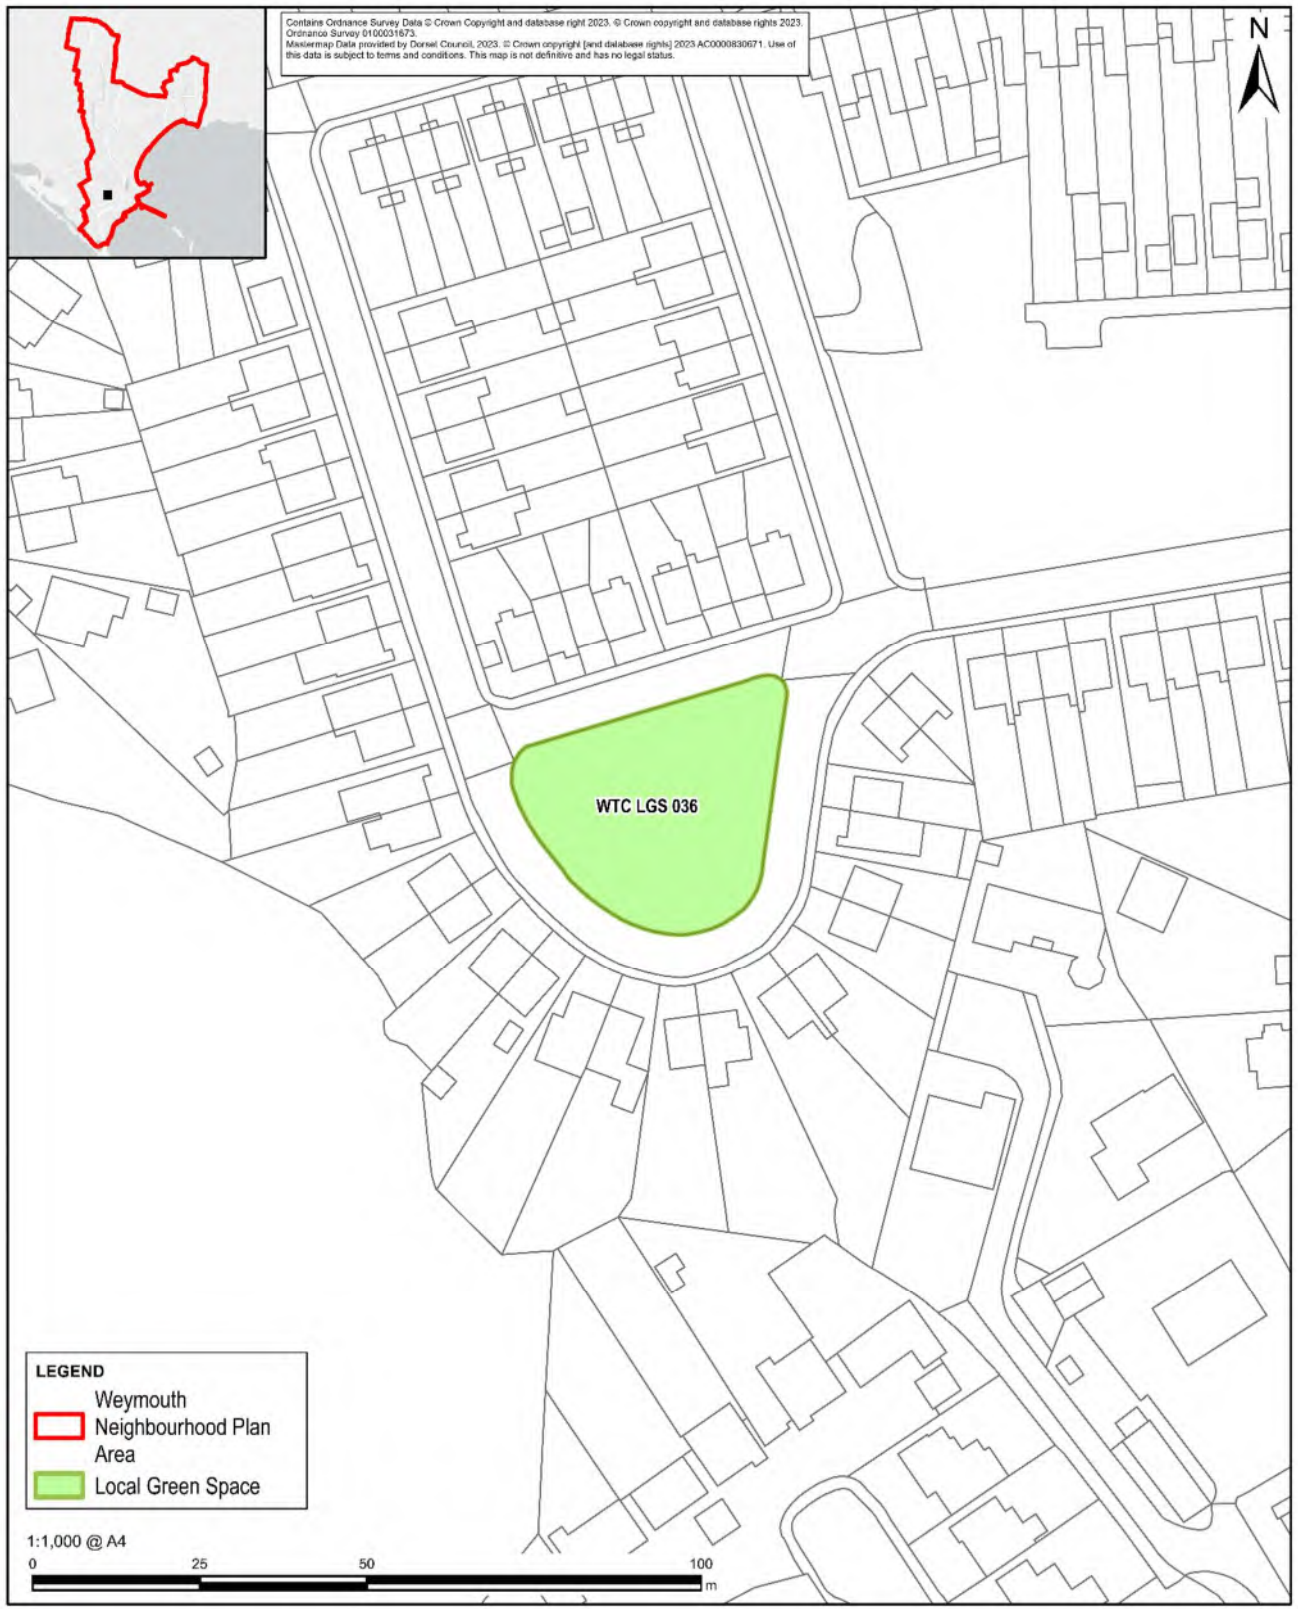 Contains Ordnance Survey Data © Crown Copyright and database right 2023. © Crown copyright and database rights 2023.
Ordnance Survey 0100031673.
Mastermap Data provided by Dorset Council, 2023. © Crown copyright [and database rights] 2023 AC0000830671. Use of
this data is subject to terms and conditions. This map is not definitive and has no legal status.
N
WTC LGS 036
LEGEND
Weymouth
Neighbourhood Plan
Area
Local Green Space
1:1,000 @ A4
0 25 50 100
m